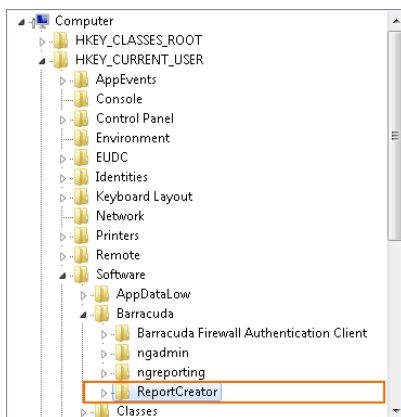 Computer
HKEY_CLASSES_ROOT
HKEY_CURRENT_USER
AppEvents
Console
Control Panel
Environment
EUDC
Identities
Keyboard Layout
Network
Printers
Remote
Software
AppDataLow
Barracuda
Barracuda Firewall Authentication Client
ngadmin
ngreporting
ReportCreator
Classes